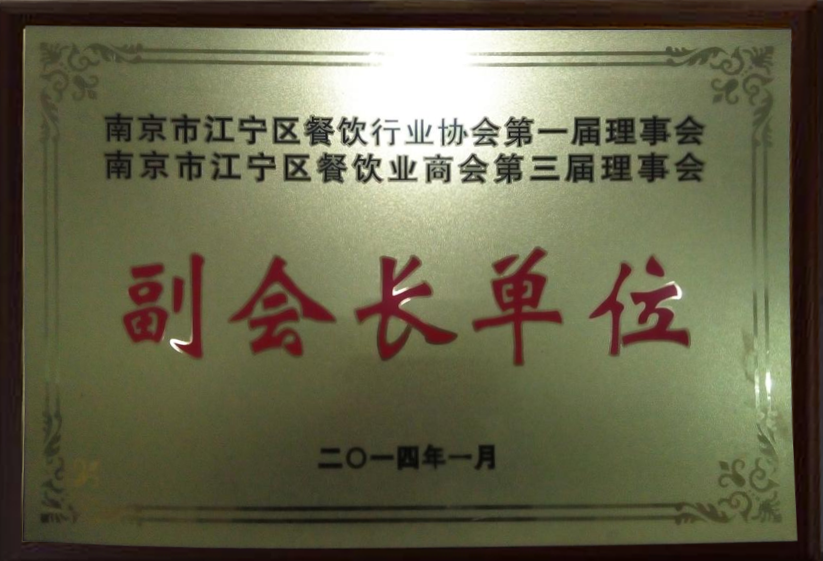 南京市江宁区餐饮行业协会第一届理事会
南京市江宁区餐饮业商会第三届理事会
副会长单位
二〇一四年一月